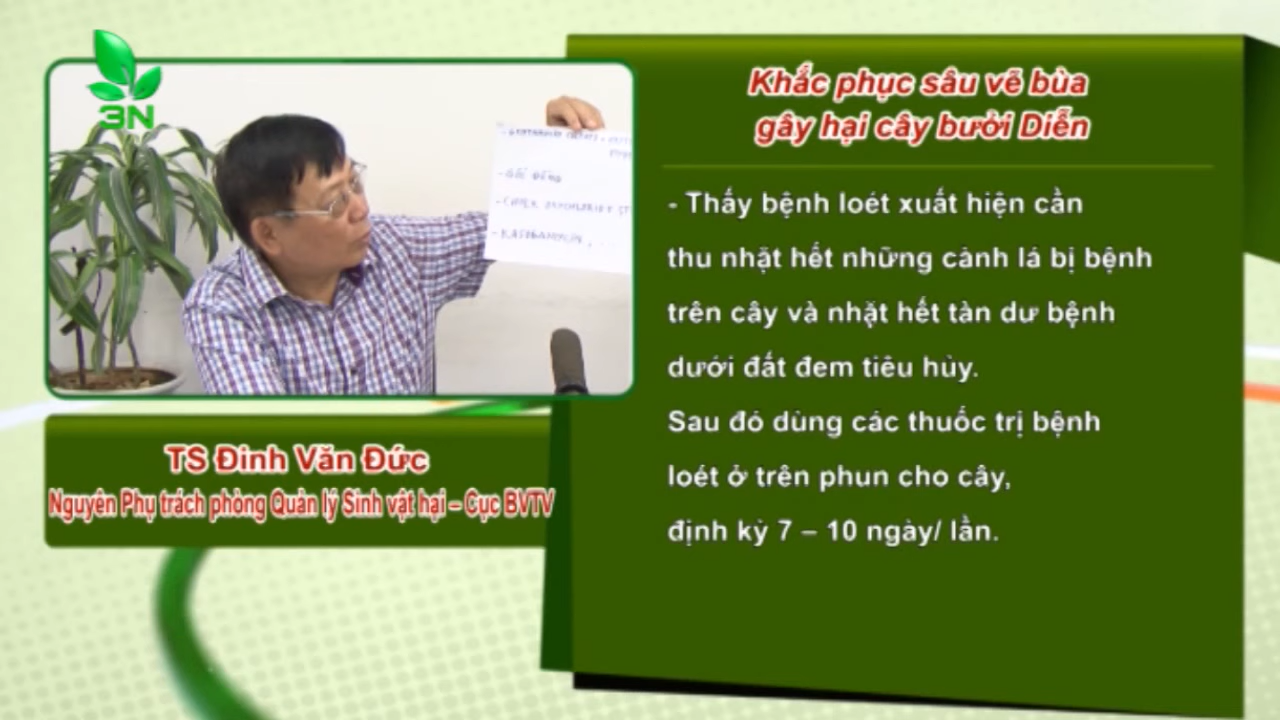 3N
- GỐC ĐỒNG
Khắc phục sâu vẽ bùa
gây hại cây bưởi Diễn
- Thấy bệnh loét xuất hiện cần
thu nhặt hết những cành lá bị bệnh
trên cây và nhặt hết tàn dư bệnh
dưới đất đem tiêu hủy.
Sau đó dùng các thuốc trị bệnh
loét ở trên phun cho cây,
định kỳ 7 – 10 ngày/ lần.
TS Đinh Văn Đức
Nguyên Phụ trách phòng Quản lý Sinh vật hại – Cục BVTV